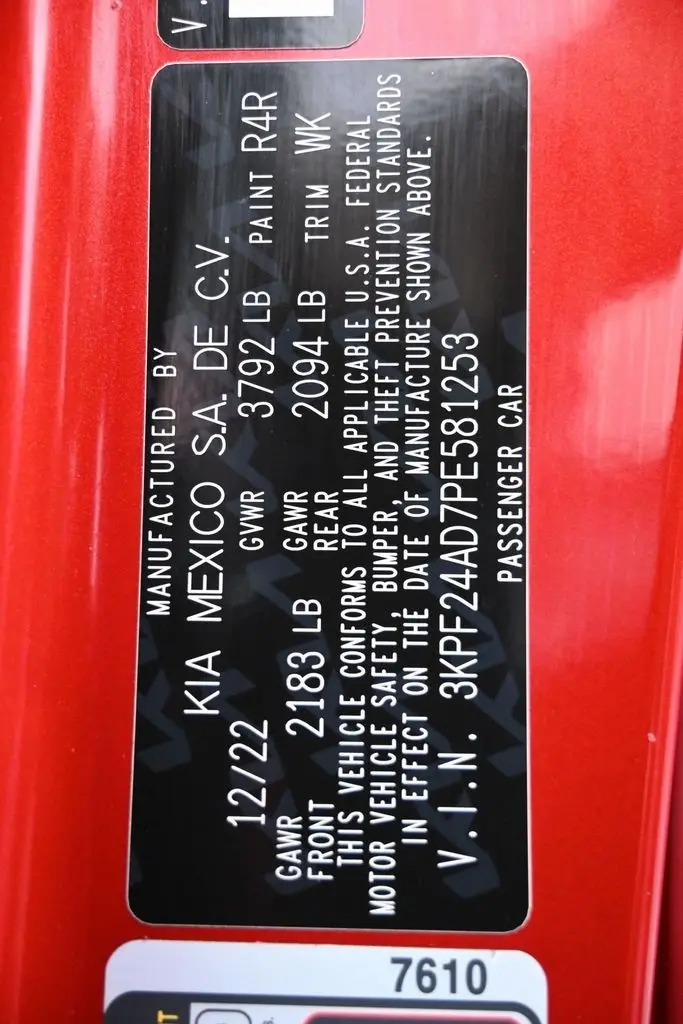 V.
MANUFACTURED BY
KIA MEXICO S.A. DE C.V.
12/22 GVWR 3792 LB PAINT R4R
GAWR FRONT 2183 LB GAWR REAR 2094 LB TRIM WK
THIS VEHICLE CONFORMS TO ALL APPLICABLE U.S.A. FEDERAL
MOTOR VEHICLE SAFETY, BUMPER, AND THEFT PREVENTION STANDARDS
IN EFFECT ON THE DATE OF MANUFACTURE SHOWN ABOVE.
V.I.N. 3KPF24AD7PE581253
PASSENGER CAR
7610